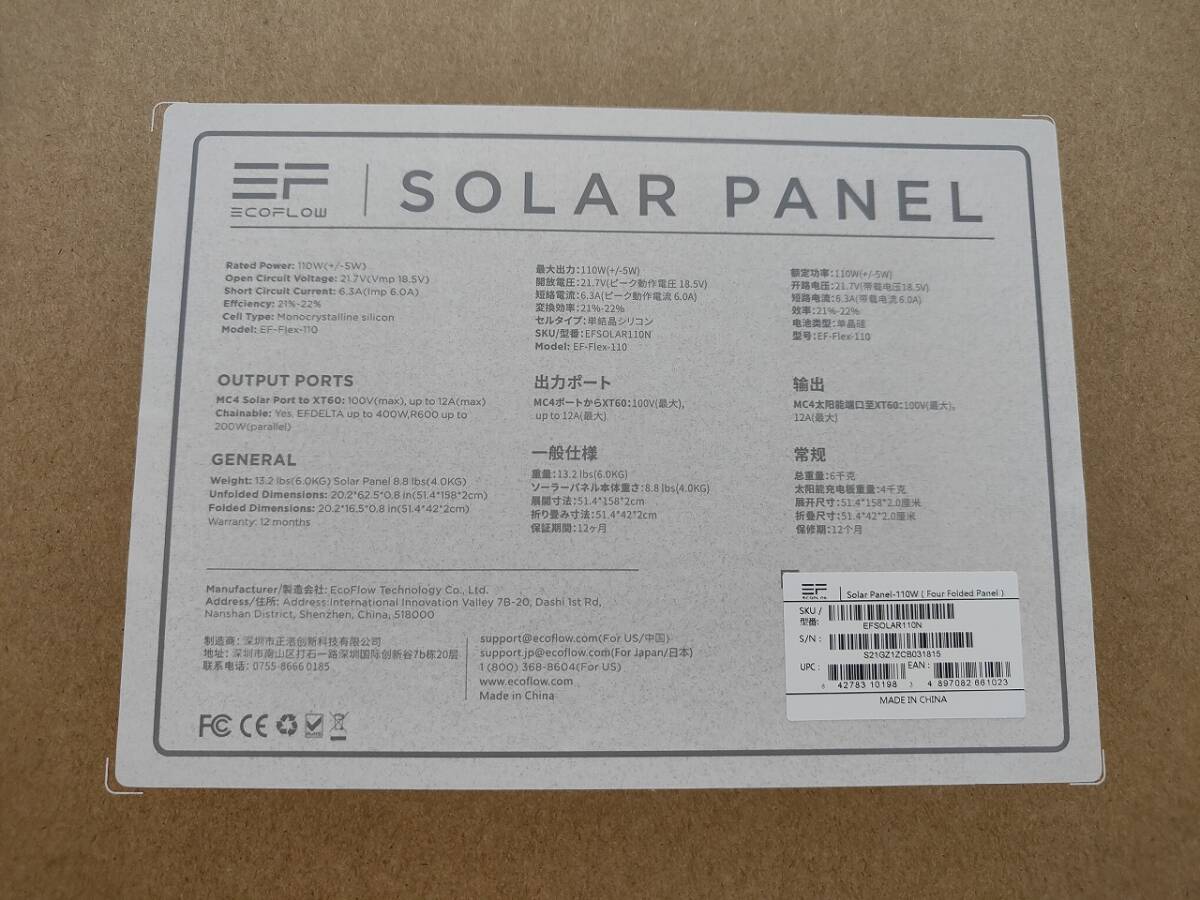 EF
ECOFLOW
SOLAR PANEL
Rated Power: 110W(+/-5W)
Open Circuit Voltage: 21.7V(Vmp 18.5V)
Short Circuit Current: 6.3A(Imp 6.0A)
Effciency: 21%-22%
Cell Type: Monocrystalline silicon
Model: EF-Flex-110
OUTPUT PORTS
MC4 Solar Port to XT60: 100V(max), up to 12A(max)
Chainable: Yes, EFDELTA up to 400W,R600 up to
200W(parallel)
GENERAL
Weight: 13.2 lbs(6.0KG) Solar Panel 8.8 lbs(4.0KG)
Unfolded Dimensions: 20.2*62.5*0.8 in(51.4*158*2cm)
Folded Dimensions: 20.2*16.5*0.8 in(51.4*42*2cm)
Warranty: 12 months
最大出力:110W(+/-5W)
開放電圧:21.7V(ピーク動作電圧 18.5V)
短絡電流:6.3A(ピーク動作電流 6.0A)
変換効率:21%-22%
セルタイプ:単結晶シリコン
SKU/型番:EFSOLAR110N
Model: EF-Flex-110
出力ポート
MC4ポートからXT60:100V(最大),
up to 12A(最大)
一般仕様
重量:13.2 lbs(6.0KG)
ソーラーパネル本体重さ:8.8 lbs(4.0KG)
展開寸法:51.4*158*2cm
折り畳み寸法:51.4*42*2cm
保証期間:12ヶ月
额定功率:110W(+/-5W)
开路电压:21.7V(带载电压18.5V)
短路电流:6.3A(带载电流 6.0A)
效率:21%-22%
电池类型:单晶硅
型号:EF-Flex-110
输出
MC4太阳能端口至XT60:100V(最大)。
12A(最大)
常规
总重量:6千克
太阳能充电板重量:4千克
展开尺寸:51.4*158*2.0厘米
折叠尺寸:51.4*42*2.0厘米
保修期:12个月
Manufacturer/製造会社: EcoFlow Technology Co., Ltd.
Address/住所: Address:International Innovation Valley 7B-20, Dashi 1st Rd,
Nanshan District, Shenzhen, China, 518000
制造商: 深圳市正浩创新科技有限公司
地址: 深圳市南山区打石一路深圳国际创新谷7b栋20层
联系电话: 0755-8666 0185
support@ecoflow.com(For US/中国)
support.jp@ecoflow.com(For Japan/日本)
1 (800) 368-8604(For US)
www.ecoflow.com
Made in China
FC CE
EF
ECOFLOW
Solar Panel-110W ( Four Folded Panel )
SKU /
型番:
EFSOLAR110N
S/N :
S21GZ1ZCB031815
UPC :
6 42783 10198 3
EAN :
4 897082 661023
MADE IN CHINA